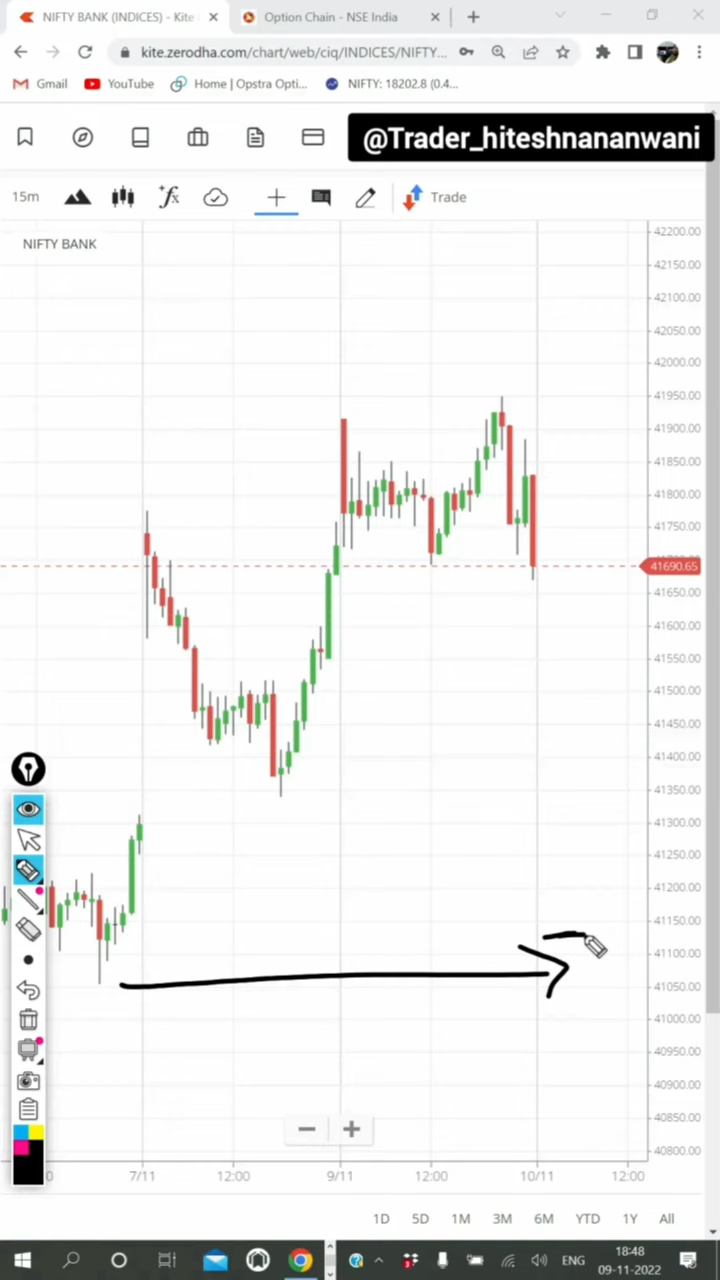 NIFTY BANK (INDICES) - Kite
Option Chain - NSE India
kite.zerodha.com/chart/web/ciq/INDICES/NIFTY...
Gmail
YouTube
Home | Opstra Opti...
NIFTY: 18202.8 (0.4...
@Trader_hiteshnananwani
15m
Trade
NIFTY BANK
42200.00
42150.00
42100.00
42050.00
42000.00
41950.00
41900.00
41850.00
41800.00
41750.00
41690.65
41650.00
41600.00
41550.00
41500.00
41450.00
41400.00
41350.00
41300.00
41250.00
41200.00
41150.00
41100.00
41050.00
41000.00
40950.00
40900.00
40850.00
40800.00
7/11
12:00
9/11
12:00
10/11
12:00
1D
5D
1M
3M
6M
YTD
1Y
All
ENG
18:48
09-11-2022